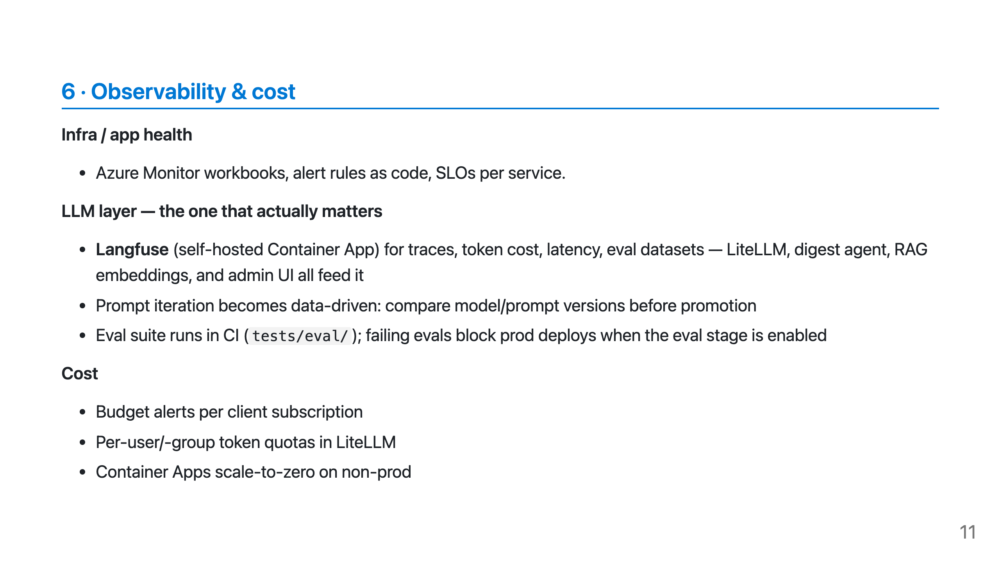 6 · Observability & cost
Infra / app health
• Azure Monitor workbooks, alert rules as code, SLOs per service.
LLM layer — the one that actually matters
• Langfuse (self-hosted Container App) for traces, token cost, latency, eval datasets — LiteLLM, digest agent, RAG
embeddings, and admin UI all feed it
• Prompt iteration becomes data-driven: compare model/prompt versions before promotion
• Eval suite runs in CI (tests/eval/); failing evals block prod deploys when the eval stage is enabled
Cost
• Budget alerts per client subscription
• Per-user/-group token quotas in LiteLLM
• Container Apps scale-to-zero on non-prod
11